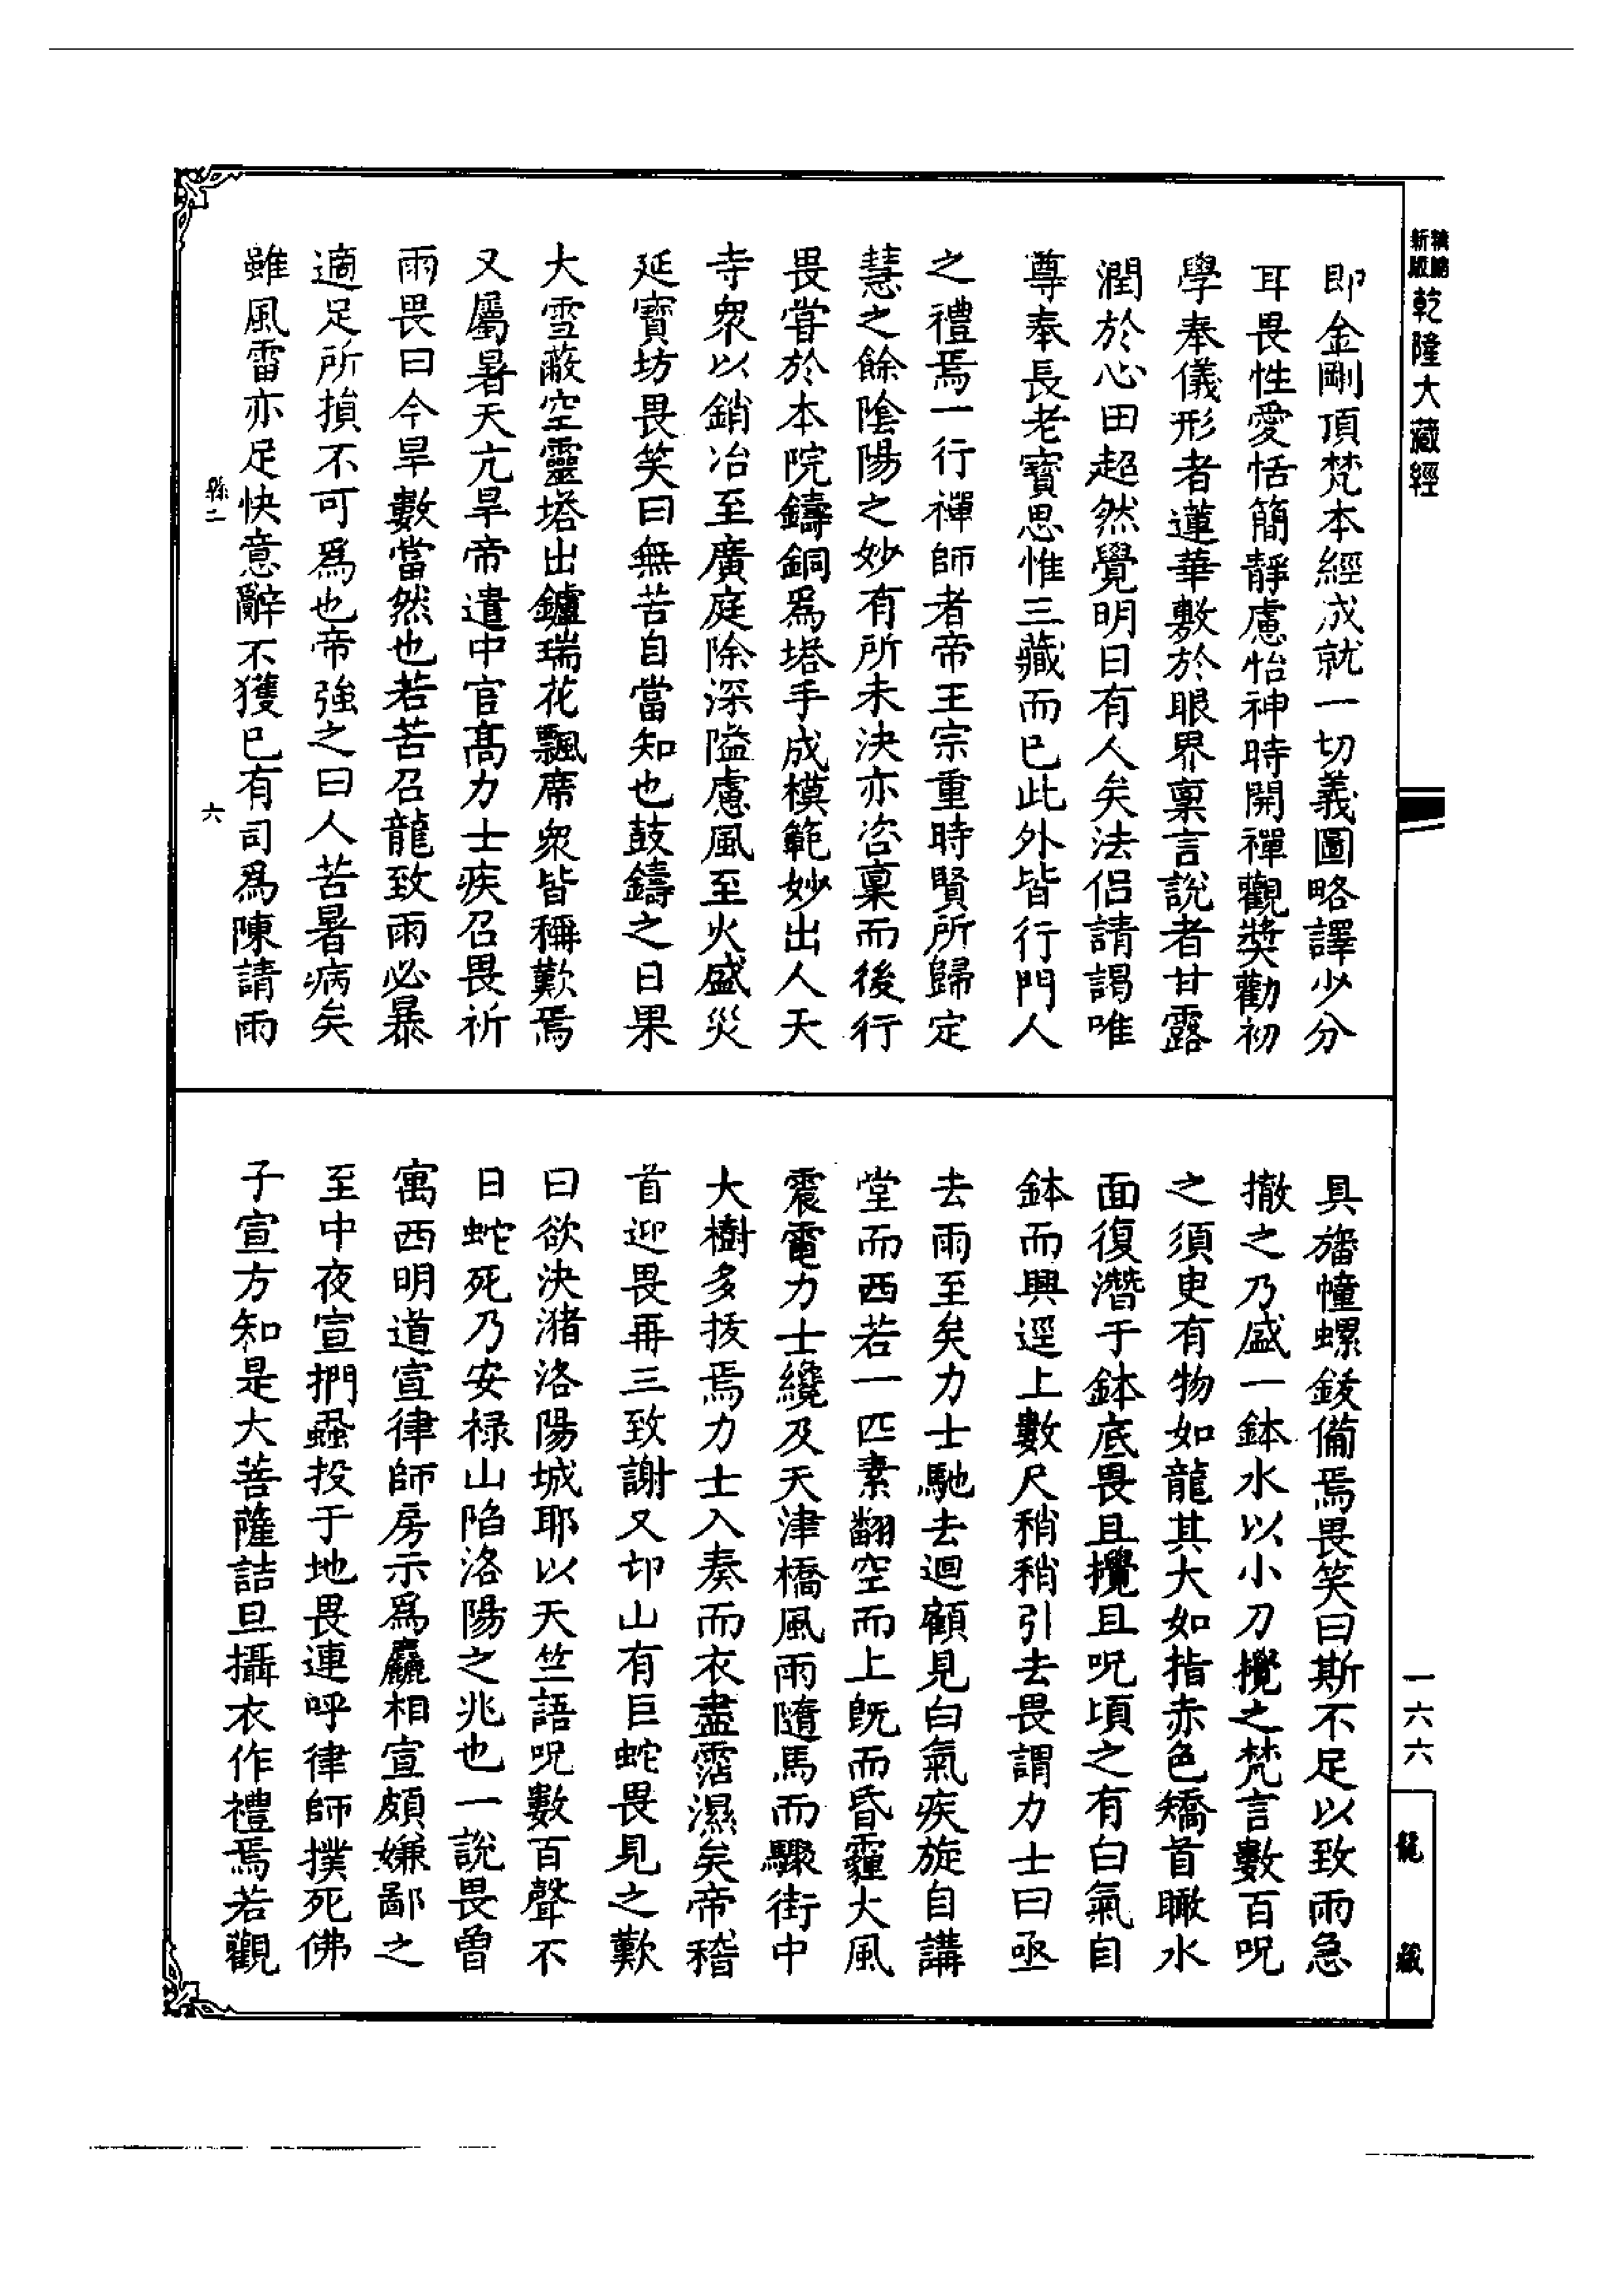 新版
精縮
乾隆大藏經
即金剛頂梵本經成就一切義圖略譯少分
耳畏性愛恬簡靜慮怡神時開禪觀獎勸初
學奉儀形者蓮華敷於眼界稟言說者甘露
潤於心田超然覺明日有人矣法侶請謁唯
尊奉長老寶思惟三藏而已此外皆行門人
之禮焉一行禪師者帝王宗重時賢所歸定
慧之餘陰陽之妙有所未決亦咨稟而後行
畏嘗於本院鑄銅爲塔手成模範妙出人天
寺衆以銷冶至廣庭除深隘慮風至火盛災
延寶坊畏笑曰無苦自當知也鼓鑄之日果
大雪蔽空靈塔出鑪瑞花飄席衆皆稱歎焉
又屬暑天亢旱帝遣中官高力士疾召畏祈
雨畏曰今旱數當然也若苦召龍致雨必暴
適足所損不可爲也帝強之曰人苦暑病矣
雖風雷亦足快意辭不獲已有司爲陳請雨
縣二
六
具旛幢螺鈸備焉畏笑曰斯不足以致雨急
撤之乃盛一鉢水以小刀攪之梵言數百呪
之須臾有物如龍其大如指赤色矯首瞰水
面復潛于鉢底畏且攪且呪頃之有白氣自
鉢而興逕上數尺稍稍引去畏謂力士曰亟
去雨至矣力士馳去迴顧見白氣疾旋自講
堂而西若一匹素翻空而上既而昏霾大風
震電力士纔及天津橋風雨隨馬而驟街中
大樹多拔焉力士入奏而衣盡霑濕矣帝稽
首迎畏再三致謝又邙山有巨蛇畏見之歎
曰欲決瀦洛陽城耶以天竺語呪數百聲不
日蛇死乃安祿山陷洛陽之兆也一說畏曾
寓西明道宣律師房示爲麤相宣頗嫌鄙之
至中夜宣捫蝨投于地畏連呼律師撲死佛
子宣方知是大菩薩詰旦攝衣作禮焉若觀
一六六
龍藏